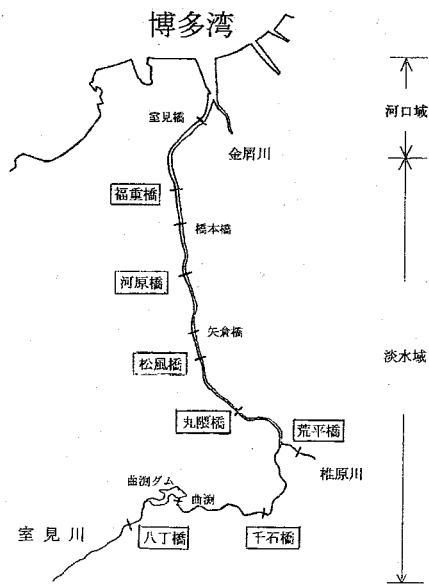 博多湾
室見橋
河口域
金屑川
福重橋
橋本橋
河原橋
矢倉橋
松風橋
淡水域
丸隈橋
荒平橋
椎原川
曲渕ダム
曲渕
室見川
八丁橋
千石橋